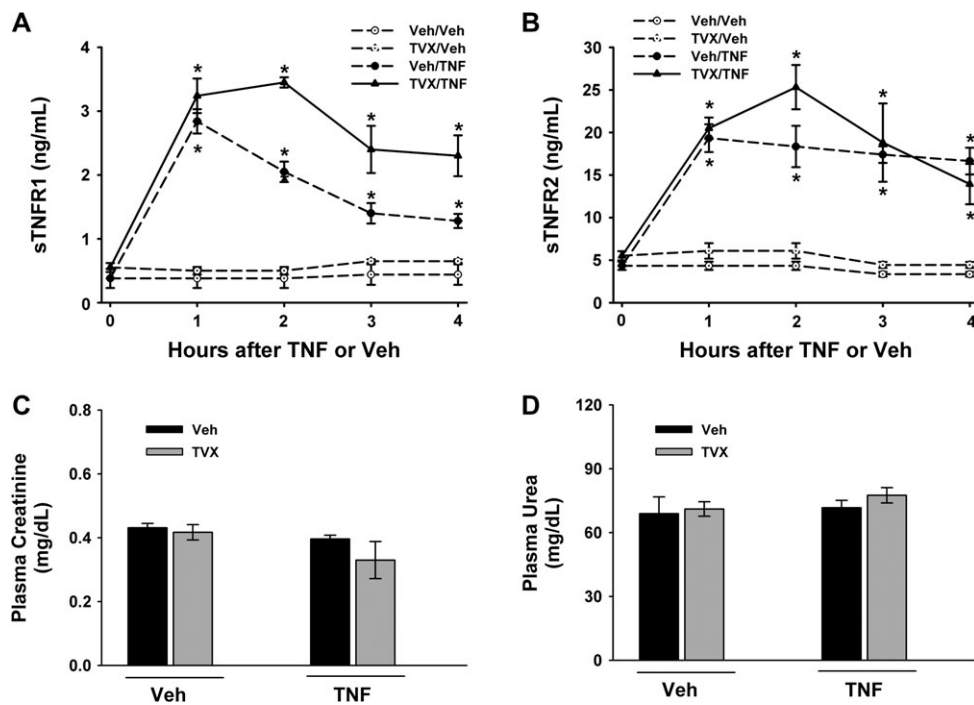 A
Veh/Veh
TVX/Veh
Veh/TNF
TVX/TNF
sTNFR1 (ng/mL)
4
3
2
1
0
* * * *
* * * *
0 1 2 3 4
Hours after TNF or Veh
B
Veh/Veh
TVX/Veh
Veh/TNF
TVX/TNF
sTNFR2 (ng/mL)
30
25
20
15
10
5
0
* * * *
* * * *
0 1 2 3 4
Hours after TNF or Veh
C
Veh
TVX
Plasma Creatinine
(mg/dL)
0.8
0.6
0.4
0.2
0.0
Veh TNF
D
Veh
TVX
Plasma Urea
(mg/dL)
120
90
60
30
0
Veh TNF